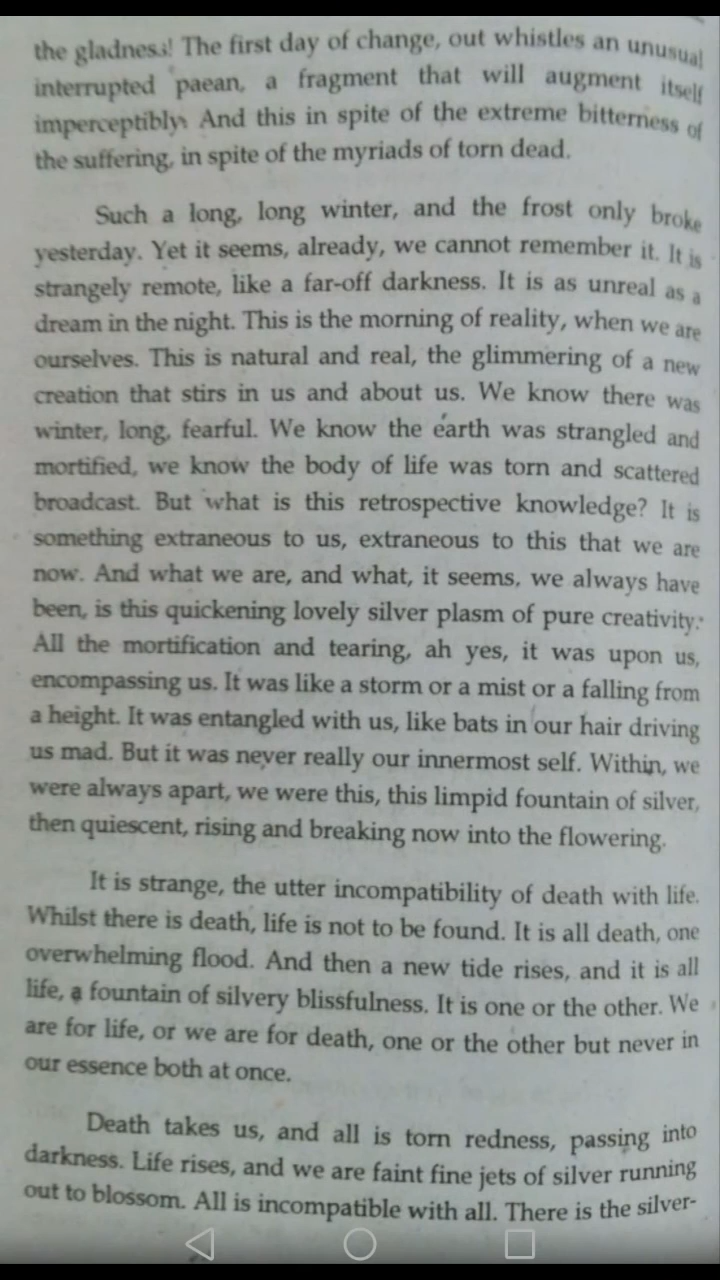 the gladness! The first day of change, out whistles an unusual
interrupted paean, a fragment that will augment itself
imperceptibly. And this in spite of the extreme bitterness of
the suffering, in spite of the myriads of torn dead.
Such a long, long winter, and the frost only broke
yesterday. Yet it seems, already, we cannot remember it. It is
strangely remote, like a far-off darkness. It is as unreal as a
dream in the night. This is the morning of reality, when we are
ourselves. This is natural and real, the glimmering of a new
creation that stirs in us and about us. We know there was
winter, long, fearful. We know the earth was strangled and
mortified, we know the body of life was torn and scattered
broadcast. But what is this retrospective knowledge? It is
something extraneous to us, extraneous to this that we are
now. And what we are, and what, it seems, we always have
been, is this quickening lovely silver plasm of pure creativity.
All the mortification and tearing, ah yes, it was upon us,
encompassing us. It was like a storm or a mist or a falling from
a height. It was entangled with us, like bats in our hair driving
us mad. But it was never really our innermost self. Within, we
were always apart, we were this, this limpid fountain of silver,
then quiescent, rising and breaking now into the flowering.
It is strange, the utter incompatibility of death with life.
Whilst there is death, life is not to be found. It is all death, one
overwhelming flood. And then a new tide rises, and it is all
life, a fountain of silvery blissfulness. It is one or the other. We
are for life, or we are for death, one or the other but never in
our essence both at once.
Death takes us, and all is torn redness, passing into
darkness. Life rises, and we are faint fine jets of silver running
out to blossom. All is incompatible with all. There is the silver-